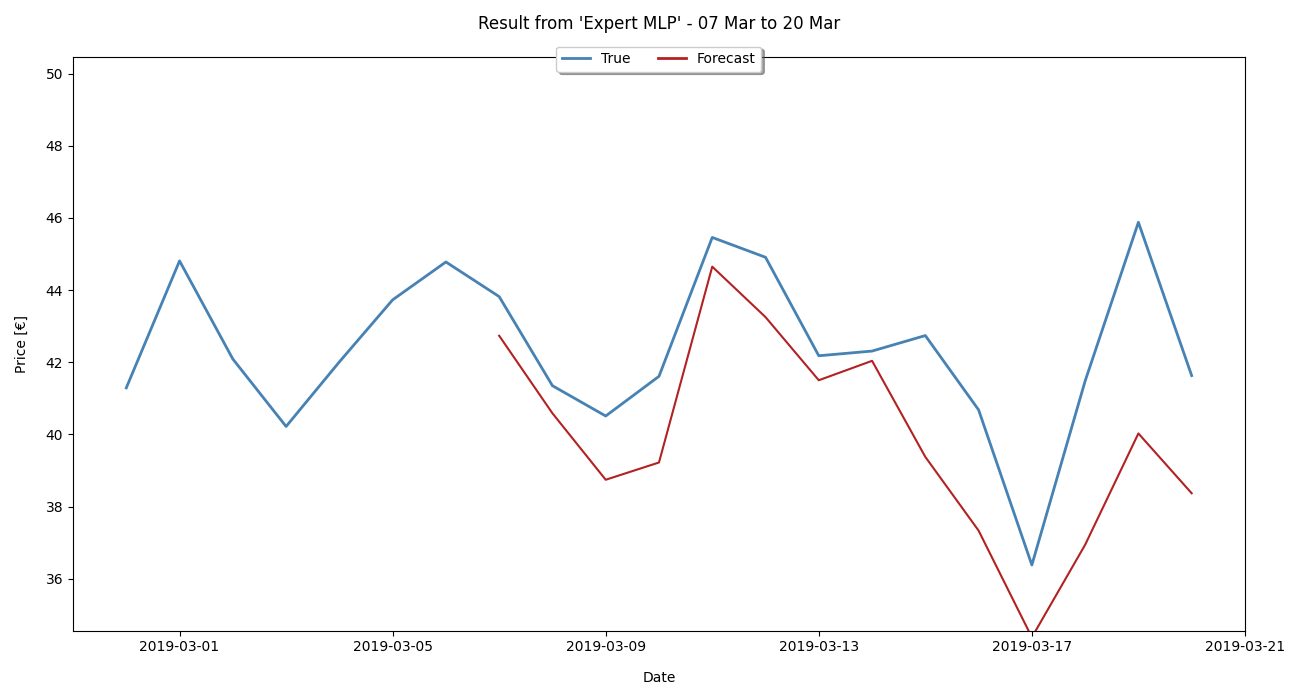 Result from 'Expert MLP' - 07 Mar to 20 Mar
True Forecast
50
48
46
44
42
40
38
36
Price [€]
2019-03-01 2019-03-05 2019-03-09 2019-03-13 2019-03-17 2019-03-21
Date